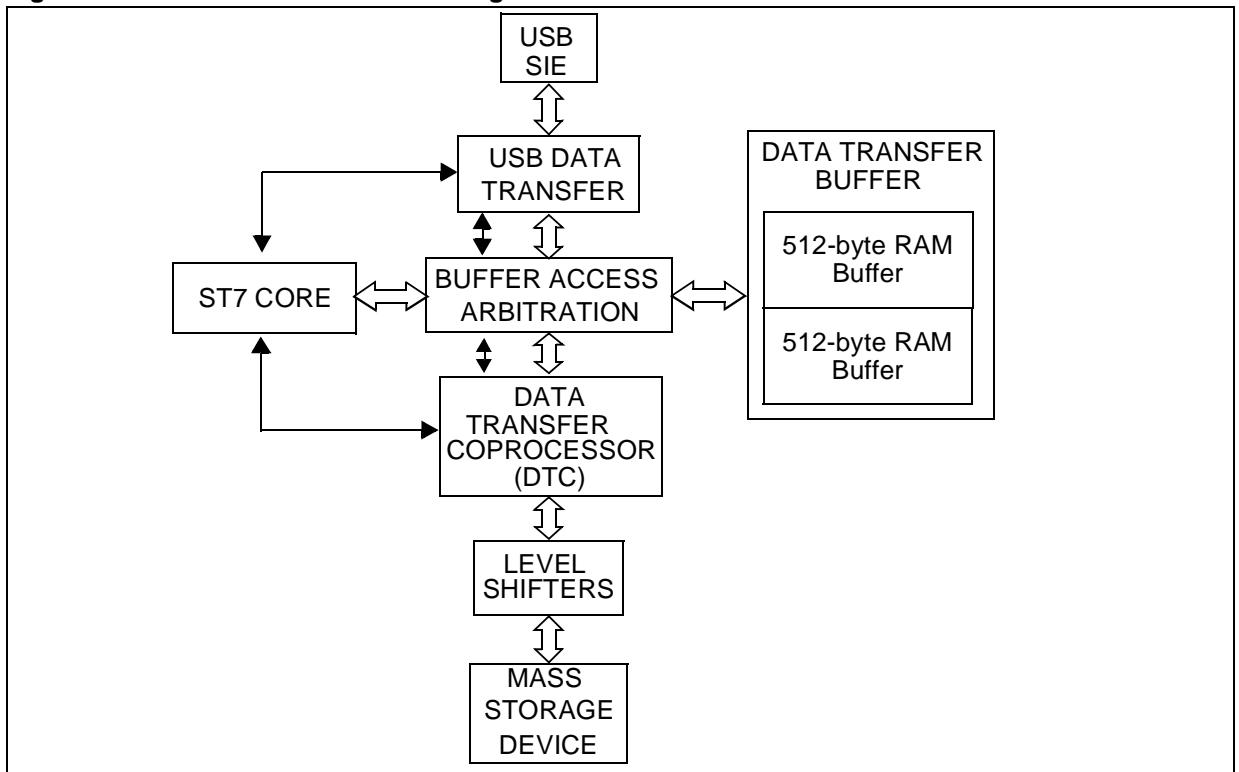 USB
SIE
USB DATA
TRANSFER
DATA TRANSFER
BUFFER
512-byte RAM
Buffer
ST7 CORE
BUFFER ACCESS
ARBITRATION
512-byte RAM
Buffer
DATA
TRANSFER
COPROCESSOR
(DTC)
LEVEL
SHIFTERS
MASS
STORAGE
DEVICE